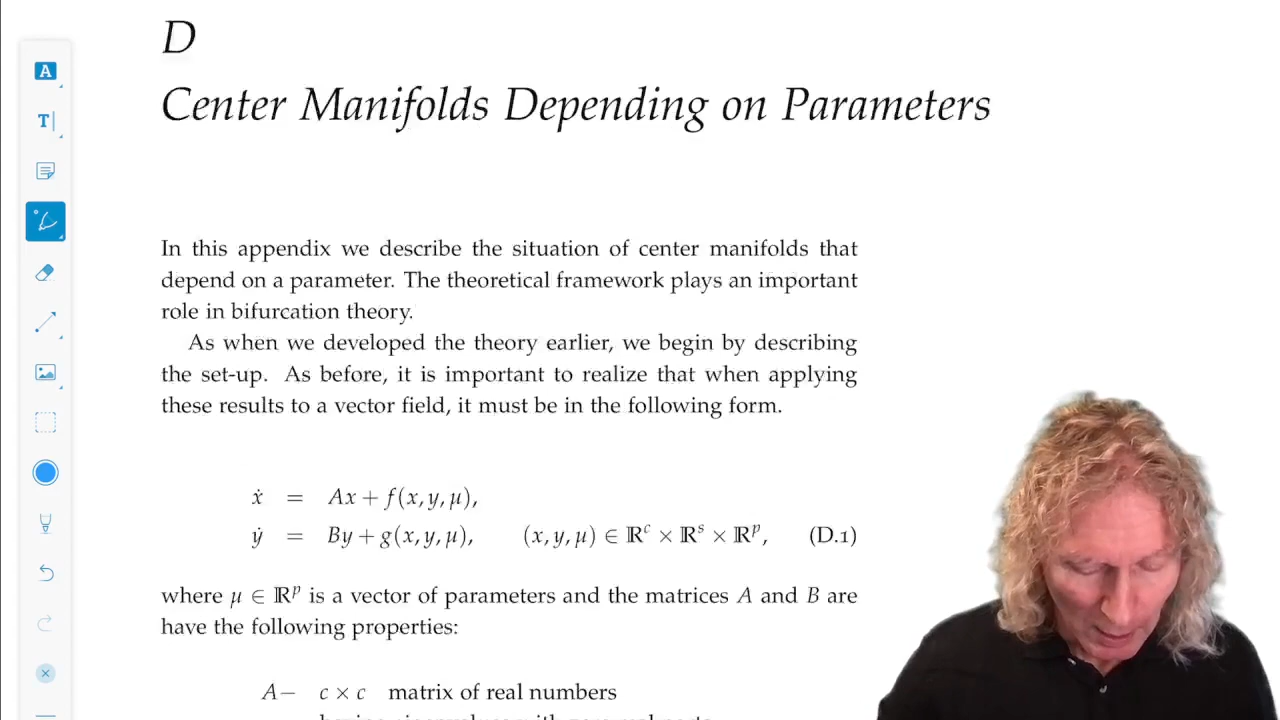 D
Center Manifolds Depending on Parameters
In this appendix we describe the situation of center manifolds that
depend on a parameter. The theoretical framework plays an important
role in bifurcation theory.
As when we developed the theory earlier, we begin by describing
the set-up. As before, it is important to realize that when applying
these results to a vector field, it must be in the following form.
ẋ = Ax + f(x, y, μ),
ẏ = By + g(x, y, μ), (x, y, μ) ∈ ℝᶜ × ℝˢ × ℝᵖ, (D.1)
where μ ∈ ℝᵖ is a vector of parameters and the matrices A and B are
have the following properties:
A− c × c matrix of real numbers